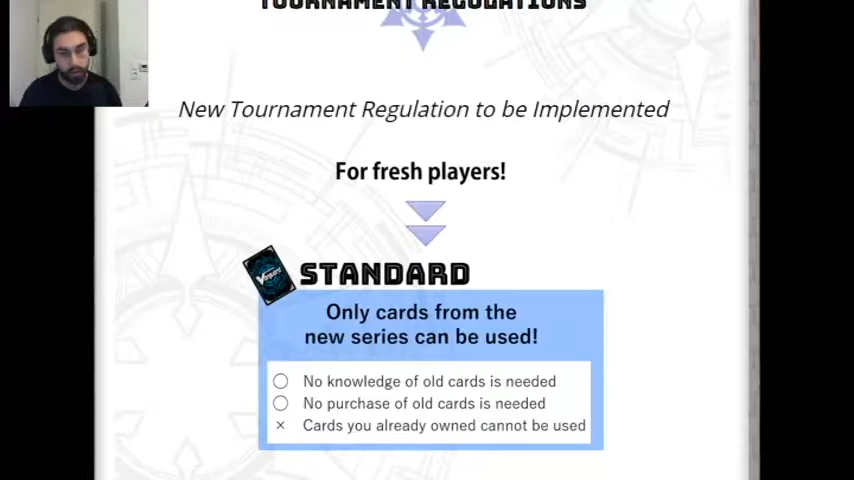 TOURNAMENT REGULATIONS
New Tournament Regulation to be Implemented
For fresh players!
STANDARD
Only cards from the
new series can be used!
○ No knowledge of old cards is needed
○ No purchase of old cards is needed
× Cards you already owned cannot be used